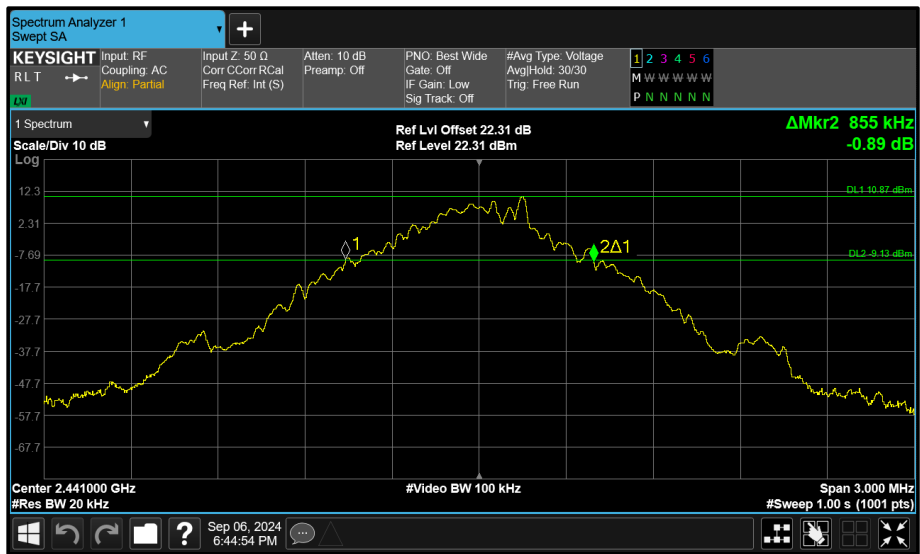 Spectrum Analyzer 1
Swept SA
+
KEYSIGHT
R L T
LXI
Input: RF
Coupling: AC
Align: Partial
Input Z: 50 Ω
Corr CCorr RCal
Freq Ref: Int (S)
Atten: 10 dB
Preamp: Off
PNO: Best Wide
Gate: Off
IF Gain: Low
Sig Track: Off
#Avg Type: Voltage
Avg|Hold: 30/30
Trig: Free Run
1 2 3 4 5 6
M W W W W W
P N N N N N
1 Spectrum
Scale/Div 10 dB
Ref Lvl Offset 22.31 dB
Ref Level 22.31 dBm
ΔMkr2 855 kHz
-0.89 dB
Log
12.3
DL1 10.87 dBm
2.31
1
2Δ1
-7.69
DL2 -9.13 dBm
-17.7
-27.7
-37.7
-47.7
-57.7
-67.7
Center 2.441000 GHz
#Video BW 100 kHz
Span 3.000 MHz
#Res BW 20 kHz
#Sweep 1.00 s (1001 pts)
?
Sep 06, 2024
6:44:54 PM